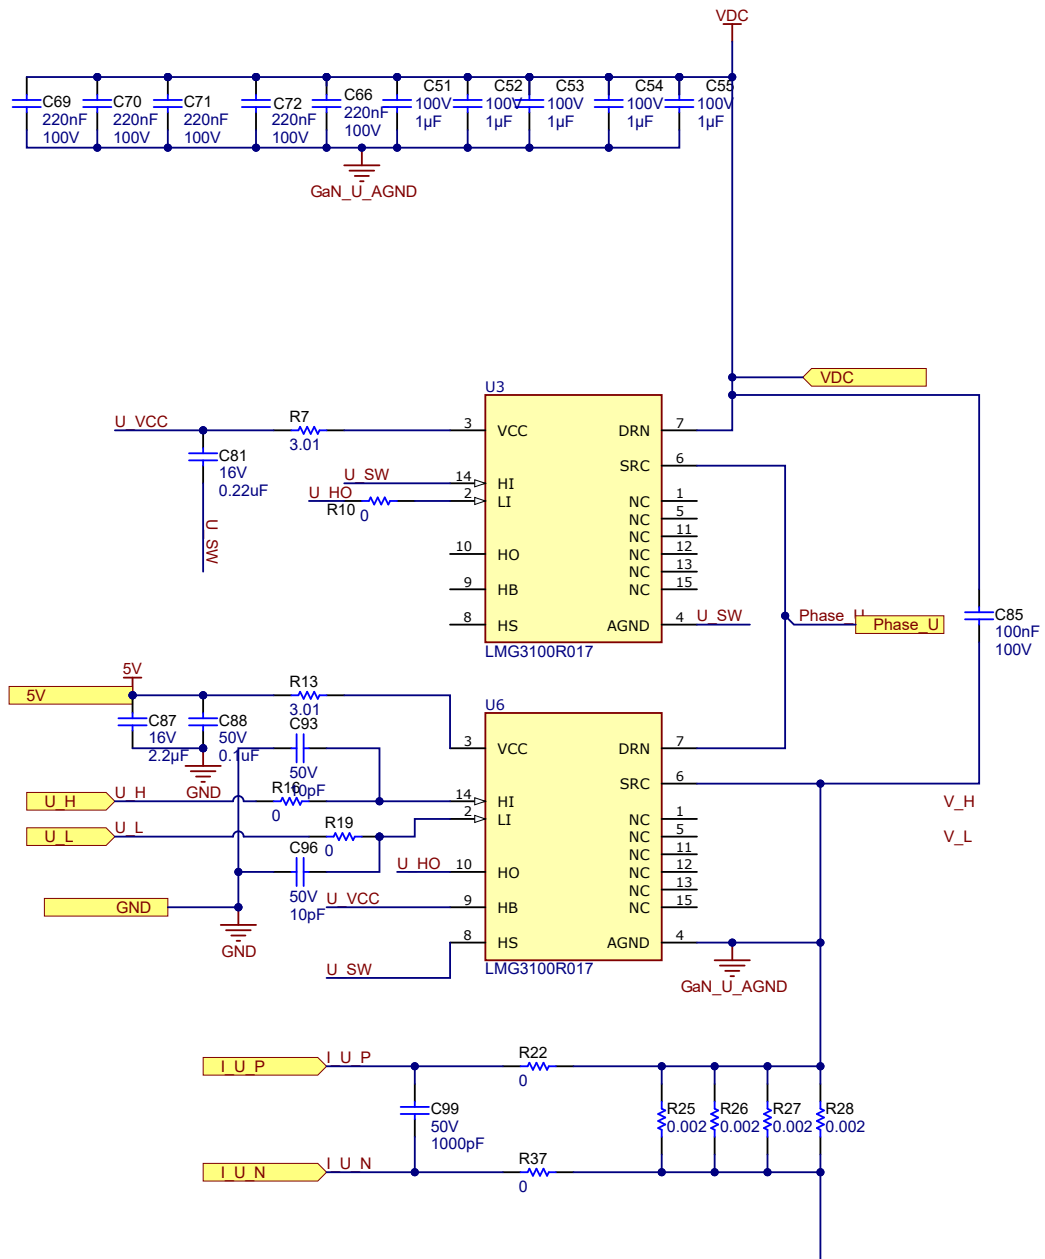 VDC
C69
220nF
100V
C70
220nF
100V
C71
220nF
100V
C72
220nF
100V
C66
220nF
100V
C51
100V
1µF
C52
100V
1µF
C53
100V
1µF
C54
100V
1µF
C55
100V
1µF
GaN_U_AGND
VDC
U3
U_VCC
R7
3.01
C81
16V
0.22uF
U_SW
U_SW
U_HO
R10
0
3 VCC
14 HI
2 LI
10 HO
9 HB
8 HS
DRN 7
SRC 6
NC 1
NC 5
NC 11
NC 12
NC 13
NC 15
AGND 4
U_SW
LMG3100R017
Phase_U
Phase_U
C85
100nF
100V
5V
5V
R13
3.01
C87
16V
2.2µF
C88
50V
0.1uF
GND
C93
50V
10pF
U_H
U_H
R16
0
U_L
U_L
R19
0
C96
50V
10pF
GND
GND
U_HO
U_VCC
U_SW
U6
3 VCC
14 HI
2 LI
10 HO
9 HB
8 HS
DRN 7
SRC 6
NC 1
NC 5
NC 11
NC 12
NC 13
NC 15
AGND 4
LMG3100R017
GaN_U_AGND
V_H
V_L
I_U_P
I_U_P
R22
0
C99
50V
1000pF
R25
0.002
R26
0.002
R27
0.002
R28
0.002
I_U_N
I_U_N
R37
0